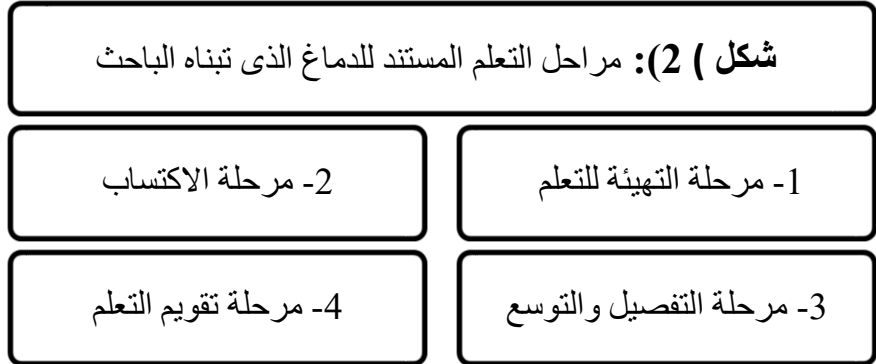 شكل ) 2(: مراحل التعلم المستند للدماغ الذى تبناه الباحث
1- مرحلة التهيئة للتعلم
2- مرحلة الاكتساب
3- مرحلة التفصيل والتوسع
4- مرحلة تقويم التعلم